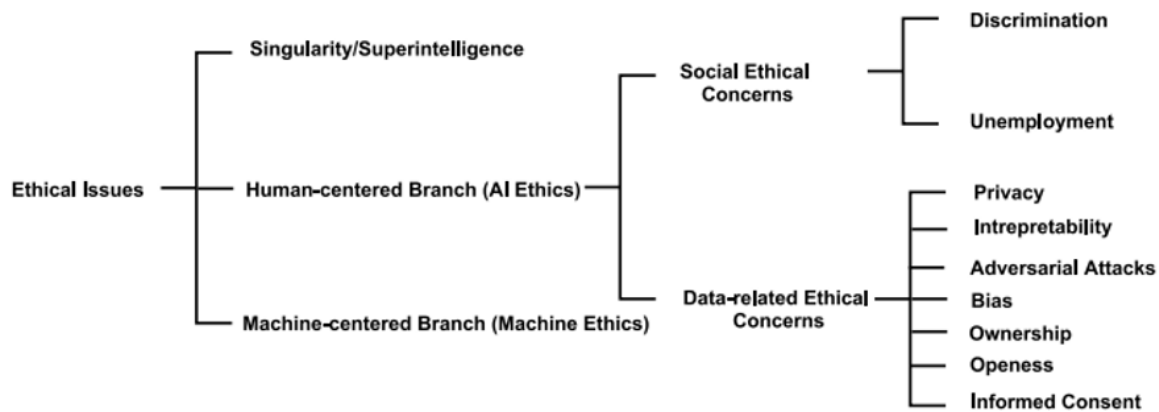 Ethical Issues
Singularity/Superintelligence
Human-centered Branch (AI Ethics)
Machine-centered Branch (Machine Ethics)
Social Ethical
Concerns
Data-related Ethical
Concerns
Discrimination
Unemployment
Privacy
Intrepretability
Adversarial Attacks
Bias
Ownership
Openess
Informed Consent